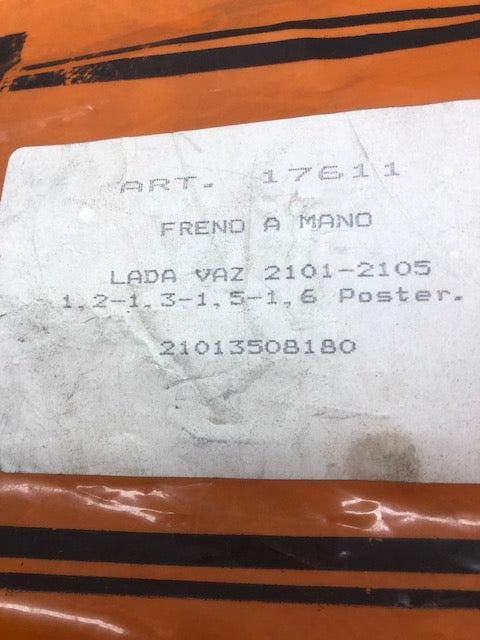 ART. 17611
FRENO A MANO
LADA VAZ 2101-2105
1,2-1,3-1,5-1,6 Poster.
21013508180